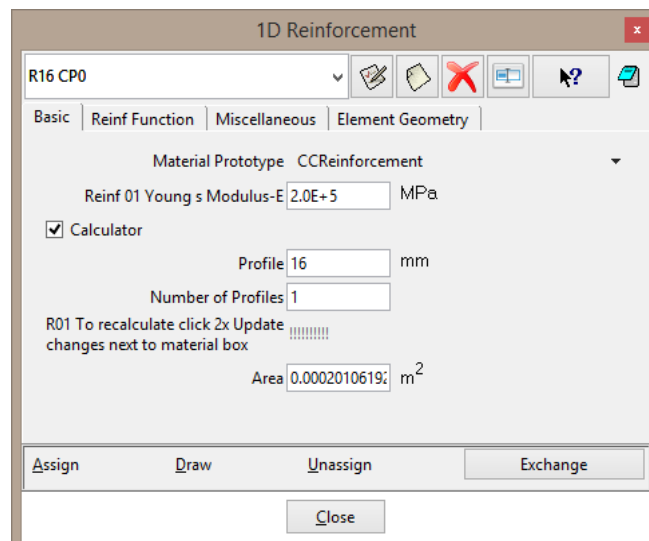 1D Reinforcement
x
R16 CP0
?
Basic Reinf Function Miscellaneous Element Geometry
Material Prototype CCReinforcement
Reinf 01 Young s Modulus-E 2.0E+5 MPa
Calculator
Profile 16 mm
Number of Profiles 1
R01 To recalculate click 2x Update
changes next to material box !!!!!!!!!!
Area 0.00020106192 m²
Assign Draw Unassign Exchange
Close